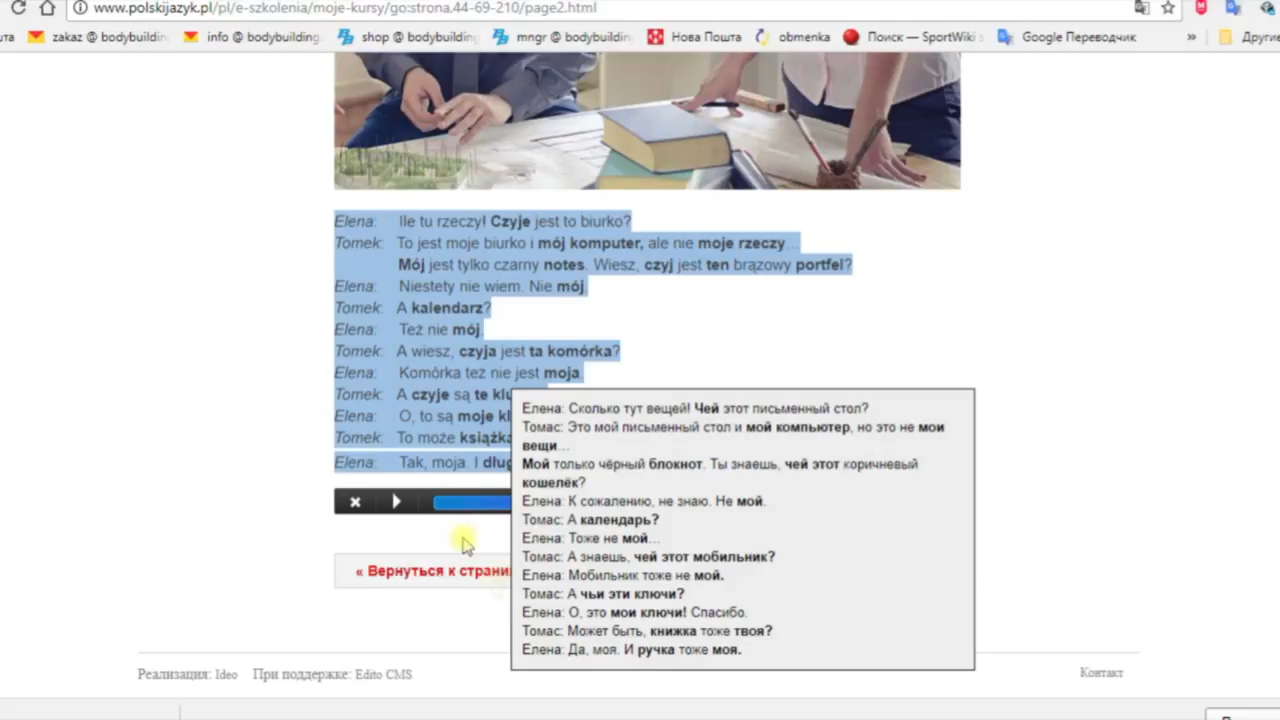 www.polskijazyk.pl/pl/e-szkolenia/moje-kursy/go:strona,44-69-210/page2.html
zakaz @ bodybuilding info @ bodybuilding. shop @ bodybuilding mngr @ bodybuildin Нова Пошта obmenka Поиск — SportWiki Google Переводчик » Другие
Elena: Ile tu rzeczy! Czyje jest to biurko?
Tomek: To jest moje biurko i mój komputer, ale nie moje rzeczy...
Mój jest tylko czarny notes. Wiesz, czyj jest ten brązowy portfel?
Elena: Niestety nie wiem. Nie mój.
Tomek: A kalendarz?
Elena: Też nie mój.
Tomek: A wiesz, czyja jest ta komórka?
Elena: Komórka też nie jest moja.
Tomek: A czyje są te klu
Elena: O, to są moje kl
Tomek: To może książka
Elena: Tak, moja. I dług
Елена: Сколько тут вещей! Чей этот письменный стол?
Томас: Это мой письменный стол и мой компьютер, но это не мои
вещи...
Мой только чёрный блокнот. Ты знаешь, чей этот коричневый
кошелёк?
Елена: К сожалению, не знаю. Не мой.
Томас: А календарь?
Елена: Тоже не мой...
Томас: А знаешь, чей этот мобильник?
Елена: Мобильник тоже не мой.
Томас: А чьи эти ключи?
Елена: О, это мои ключи! Спасибо.
Томас: Может быть, книжка тоже твоя?
Елена: Да, моя. И ручка тоже моя.
« Вернуться к страни
Реализация: Ideo При поддержке: Edito CMS
Контакт